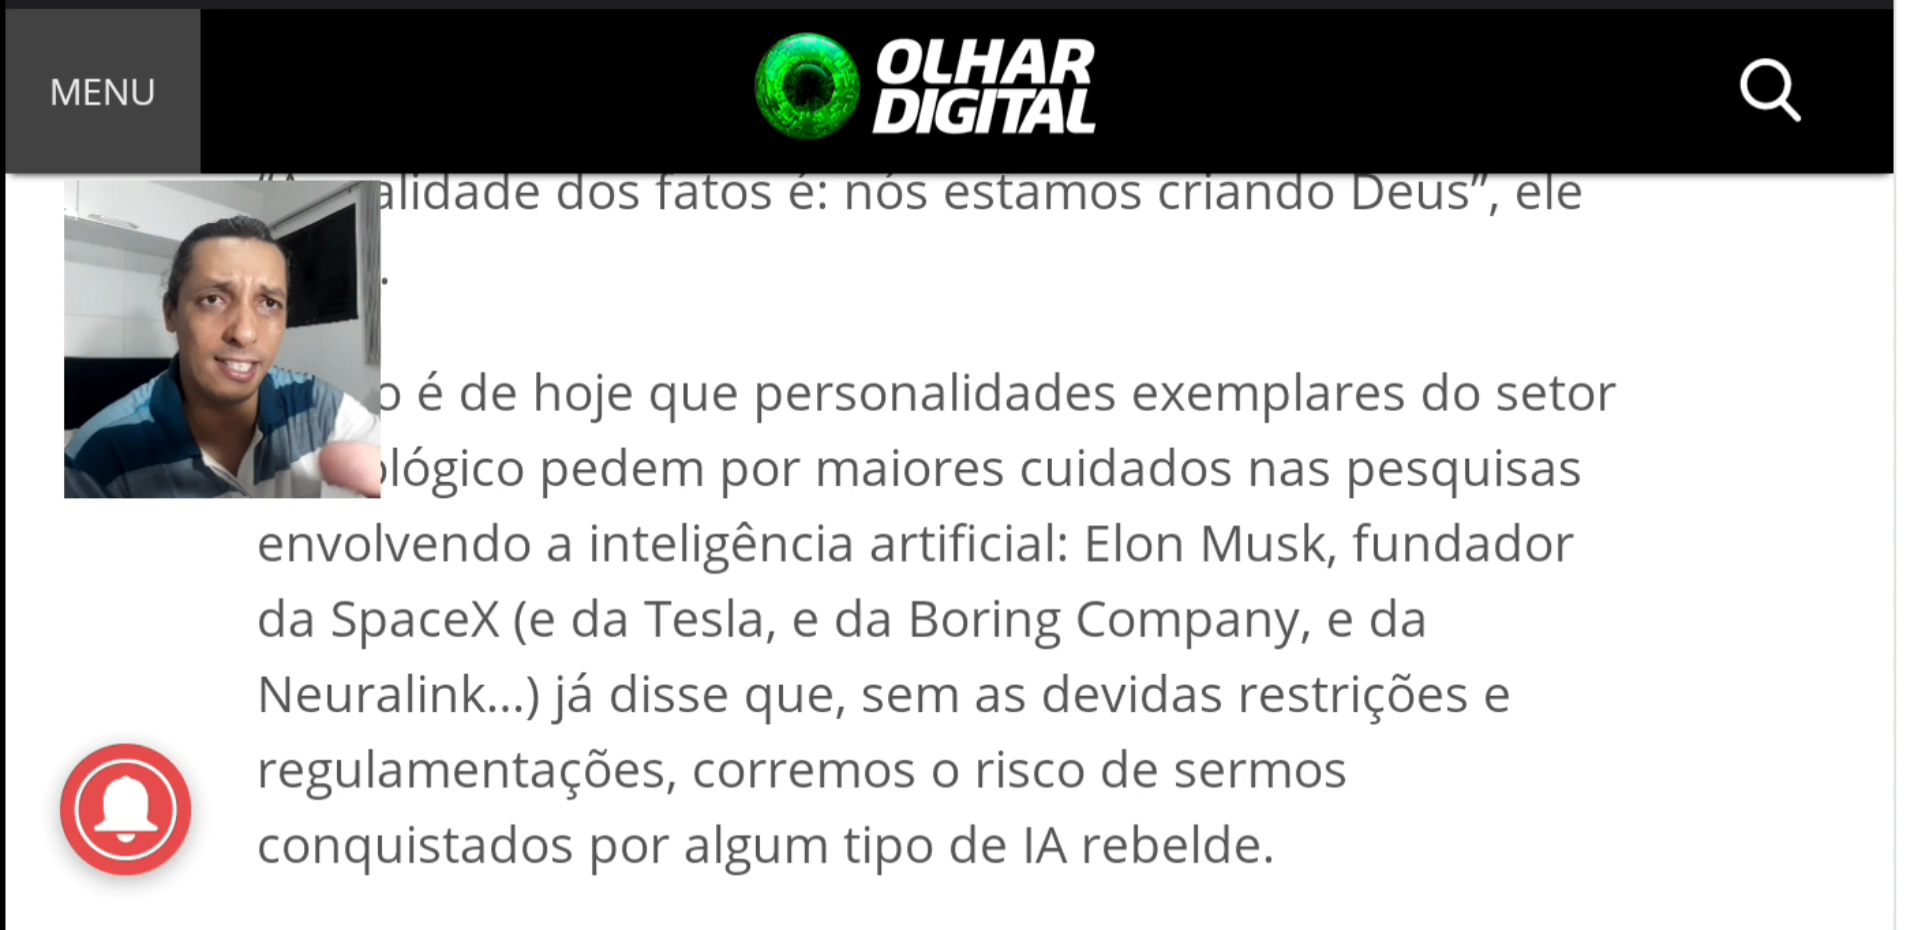 MENU
OLHAR
DIGITAL
alidade dos fatos é: nós estamos criando Deus”, ele
.
o é de hoje que personalidades exemplares do setor
ológico pedem por maiores cuidados nas pesquisas
envolvendo a inteligência artificial: Elon Musk, fundador
da SpaceX (e da Tesla, e da Boring Company, e da
Neuralink...) já disse que, sem as devidas restrições e
regulamentações, corremos o risco de sermos
conquistados por algum tipo de IA rebelde.